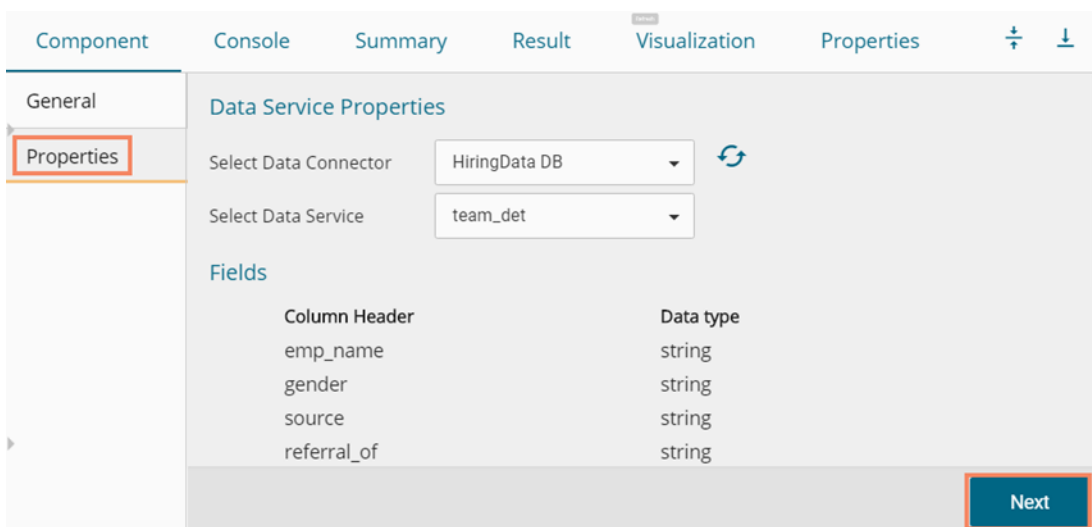 Refresh
Component Console Summary Result Visualization Properties
General
Data Service Properties
Properties
Select Data Connector HiringData DB
Select Data Service team_det
Fields
Column Header Data type
emp_name string
gender string
source string
referral_of string
Next